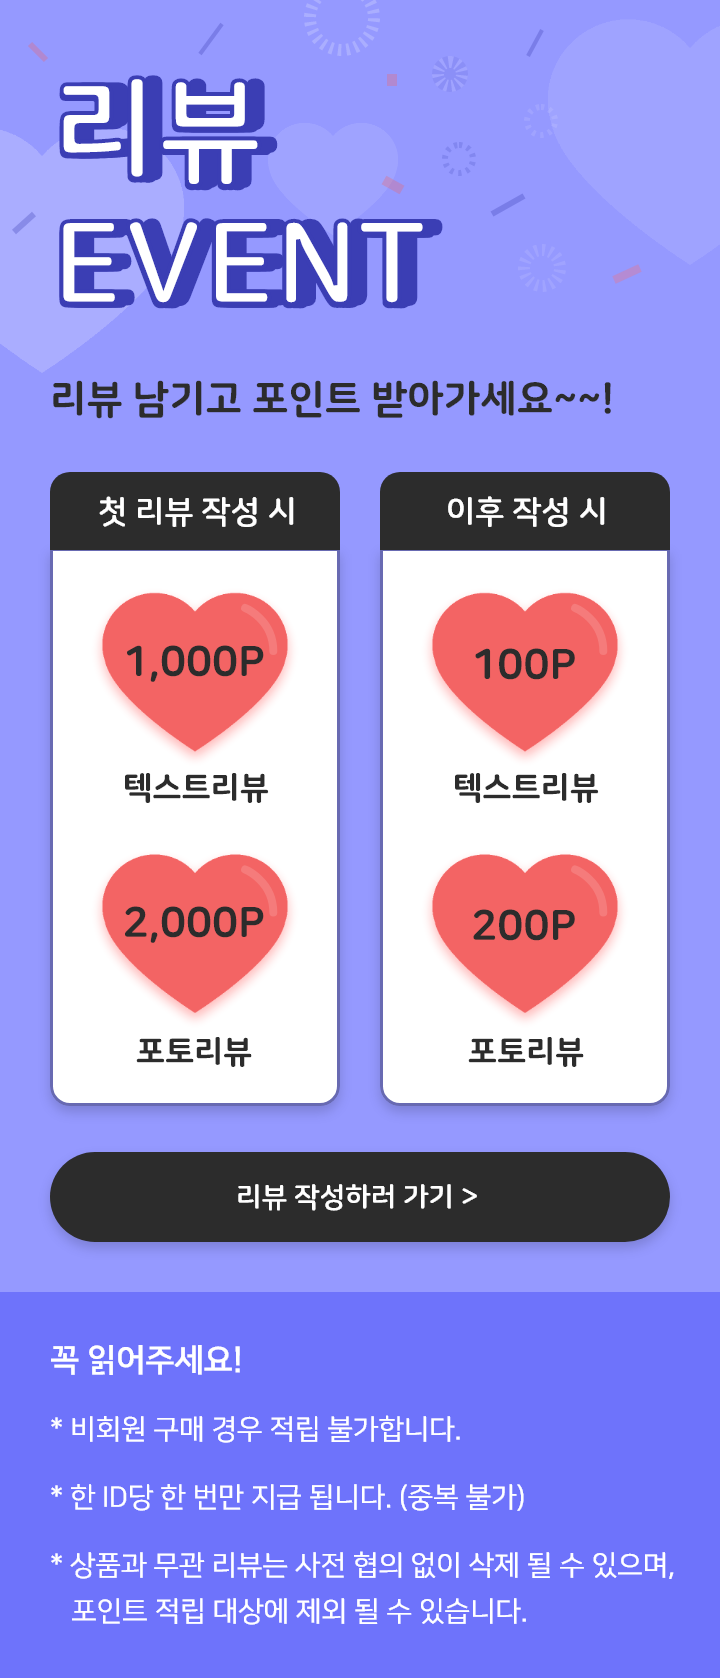 리뷰
EVENT
리뷰 남기고 포인트 받아가세요~~!
첫 리뷰 작성 시
1,000P
텍스트리뷰
2,000P
포토리뷰
이후 작성 시
100P
텍스트리뷰
200P
포토리뷰
리뷰 작성하러 가기 >
꼭 읽어주세요!
* 비회원 구매 경우 적립 불가합니다.
* 한 ID당 한 번만 지급 됩니다. (중복 불가)
* 상품과 무관 리뷰는 사전 협의 없이 삭제 될 수 있으며,
포인트 적립 대상에 제외 될 수 있습니다.